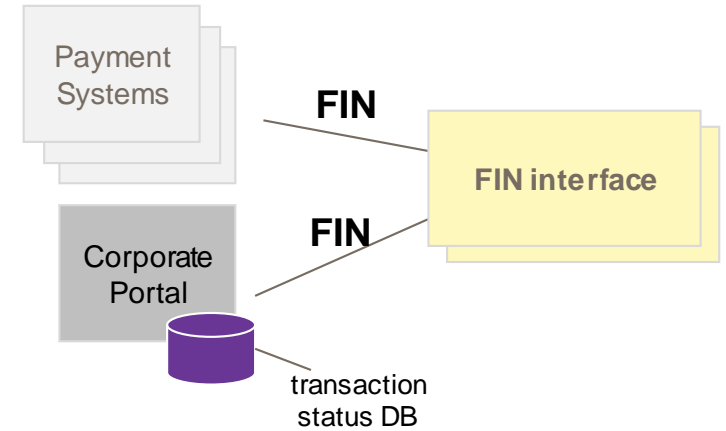 Payment
Systems
FIN
FIN interface
FIN
Corporate
Portal
transaction
status DB